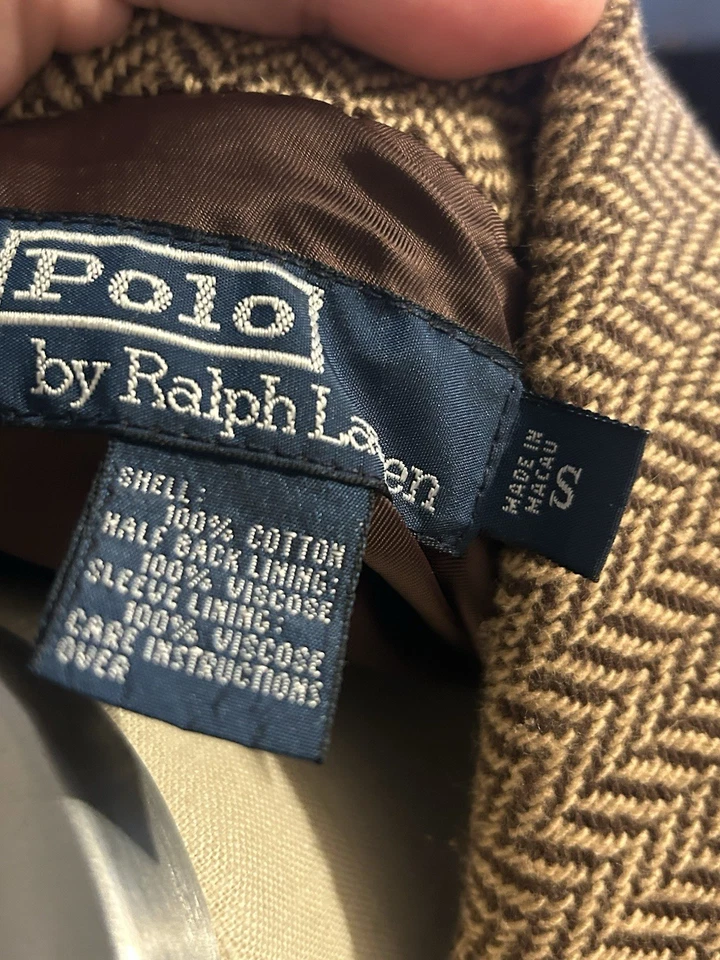 Polo
by Ralph Lauren
MADE IN
MACAU
S
SHELL:
100% COTTON
HALF BACK LINING:
100% VISCOSE
SLEEVE LINING:
100% VISCOSE
CARE INSTRUCTIONS
OVER